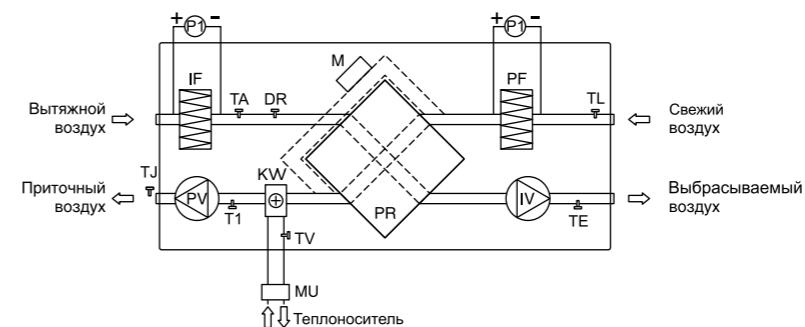 + P1 -
+ P1 -
M
IF
PF
TA
DR
TL
Вытяжной
воздух
Свежий
воздух
TJ
KW
Приточный
воздух
PV
T1
PR
IV
TE
Выбрасываемый
воздух
TV
MU
Теплоноситель